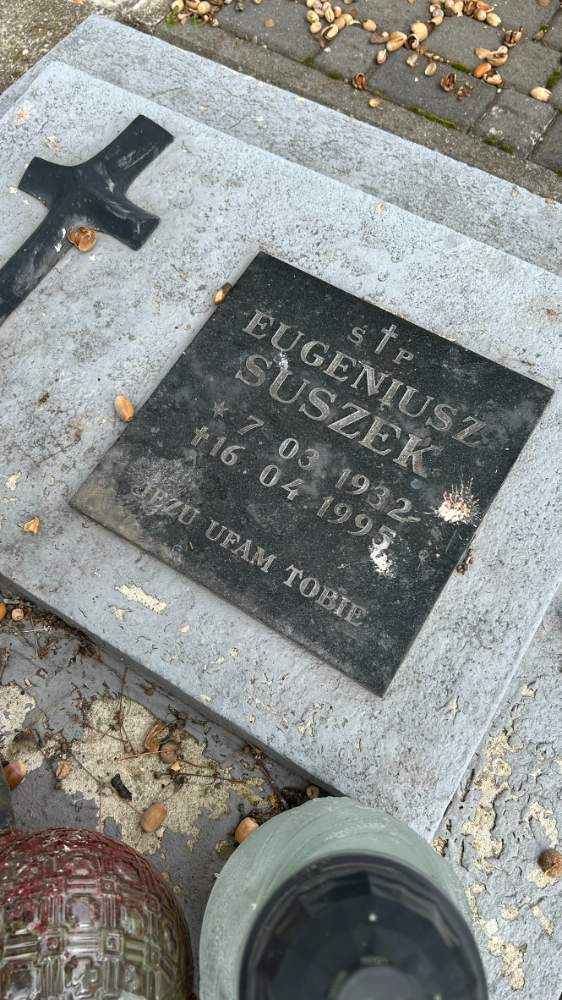 Ś † P
EUGENIUSZ
SUSZEK
* 7 03 1932
† 16 04 1995
JEZU UFAM TOBIE